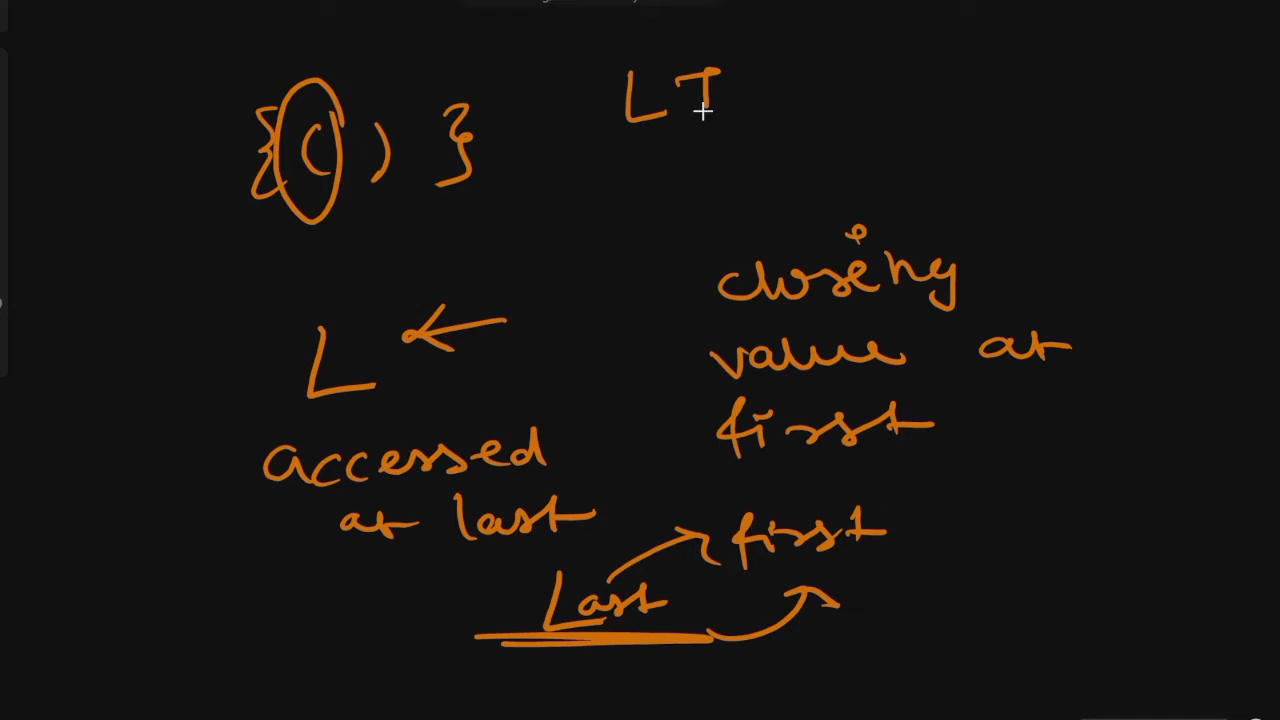 { ( ) }
LT
closing
value at
first
L ←
accessed
at last
Last → first